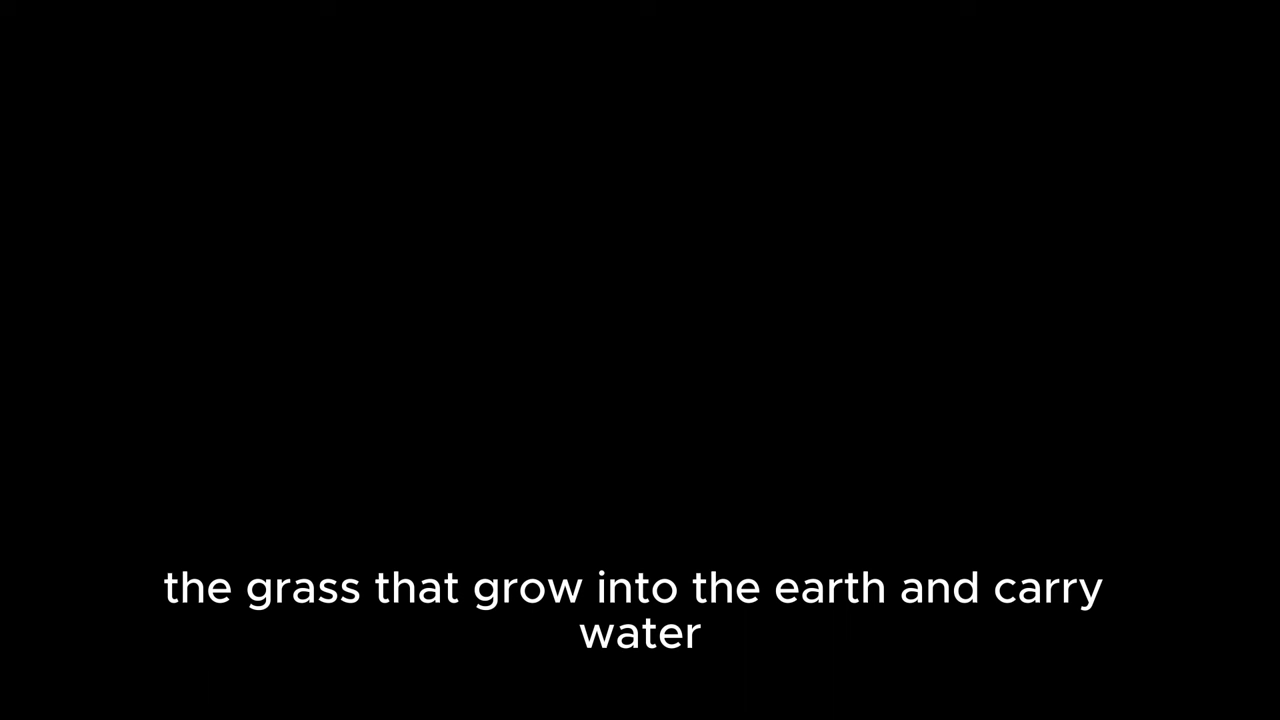 the grass that grow into the earth and carry
water